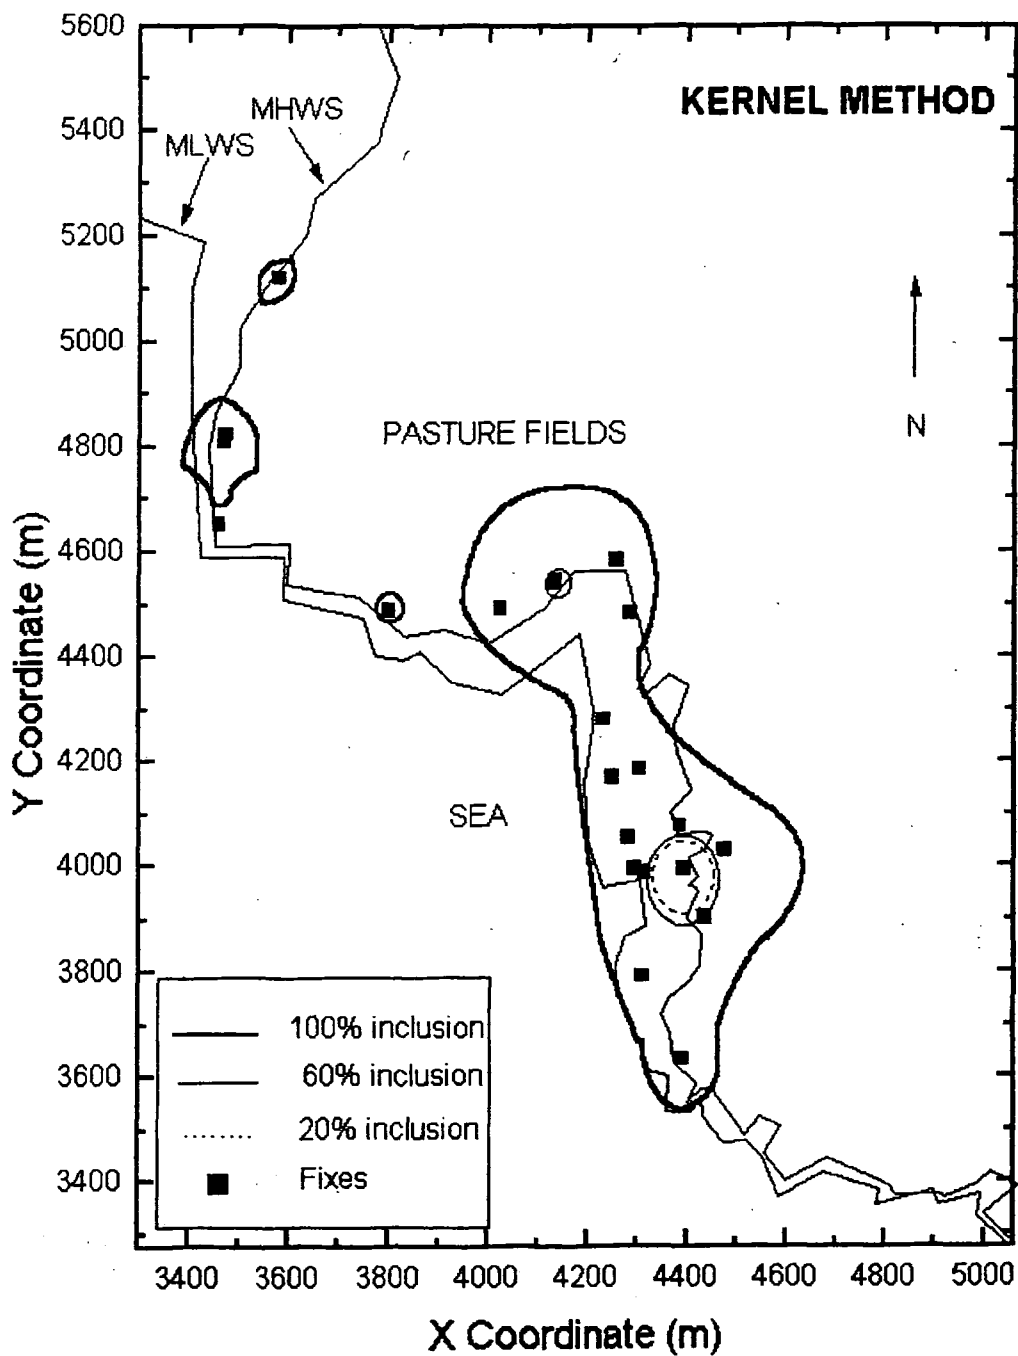 KERNEL METHOD
MHWS
MLWS
PASTURE FIELDS
N
SEA
Y Coordinate (m)
5600
5400
5200
5000
4800
4600
4400
4200
4000
3800
3600
3400
100% inclusion
60% inclusion
20% inclusion
Fixes
3400 3600 3800 4000 4200 4400 4600 4800 5000
X Coordinate (m)